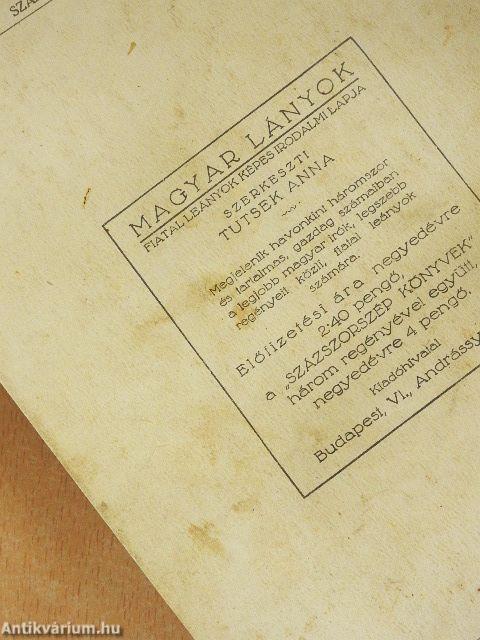 SZÁ
MAGYAR LÁNYOK
FIATAL LEÁNYOK KÉPES IRODALMI LAPJA
SZERKESZTI
TUTSEK ANNA
Megjelenik havonkint háromszor
és tartalmas, gazdag számaiban
a legjobb magyar írók, legszebb
regényeit közli, fiatal leányok
számára.
Előfizetési ára negyedévre
2·40 pengő,
a „SZÁZSZORSZÉP KÖNYVEK”
három regényével együtt,
negyedévre 4 pengő.
Kiadóhivatal
Budapest, VI., Andrássy
Antikvárium.hu